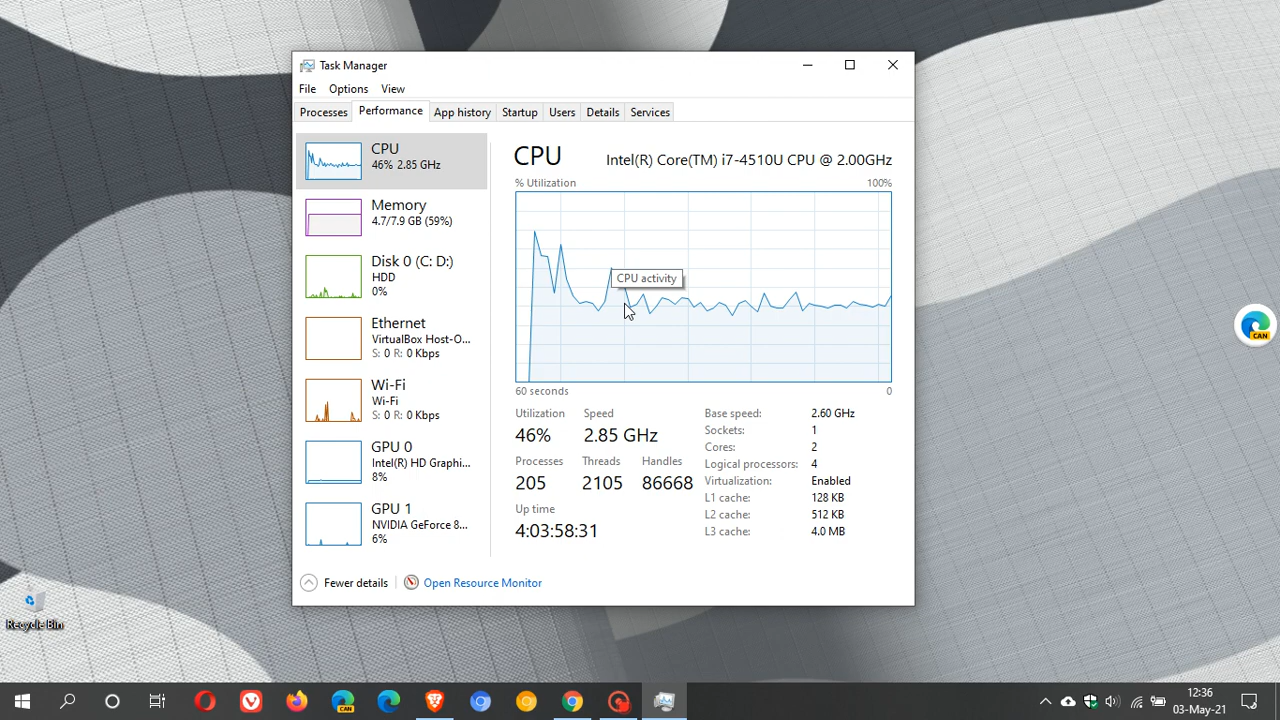 Task Manager
File Options View
Processes Performance App history Startup Users Details Services
CPU
46% 2.85 GHz
Memory
4.7/7.9 GB (59%)
Disk 0 (C: D:)
HDD
0%
Ethernet
VirtualBox Host-O...
S: 0 R: 0 Kbps
Wi-Fi
Wi-Fi
S: 0 R: 0 Kbps
GPU 0
Intel(R) HD Graphi...
8%
GPU 1
NVIDIA GeForce 8...
6%
CPU Intel(R) Core(TM) i7-4510U CPU @ 2.00GHz
% Utilization 100%
CPU activity
60 seconds 0
Utilization Speed
46% 2.85 GHz
Processes Threads Handles
205 2105 86668
Up time
4:03:58:31
Base speed: 2.60 GHz
Sockets: 1
Cores: 2
Logical processors: 4
Virtualization: Enabled
L1 cache: 128 KB
L2 cache: 512 KB
L3 cache: 4.0 MB
Fewer details Open Resource Monitor
CAN
Recycle Bin
CAN
12:36
03-May-21